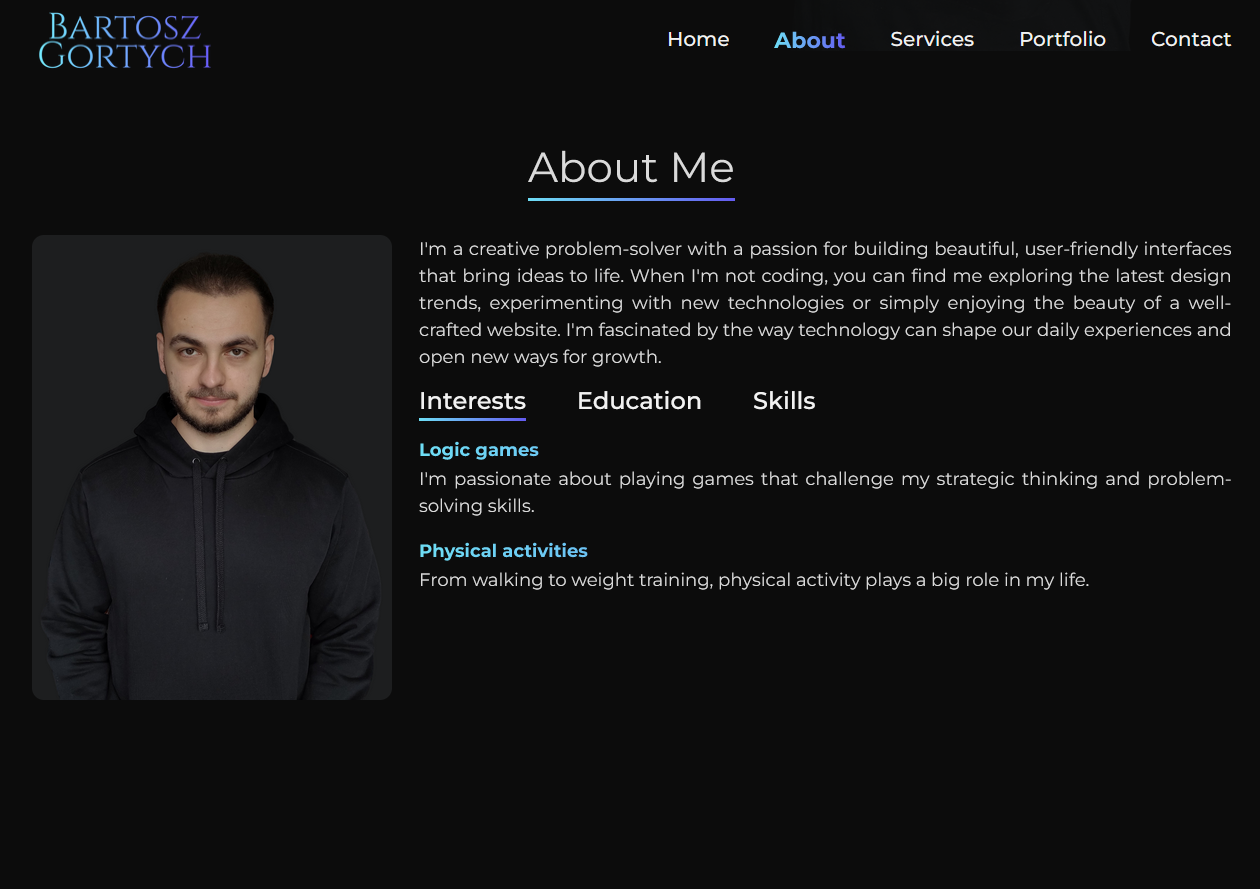 Bartosz
Gortych
Home About Services Portfolio Contact
About Me
I'm a creative problem-solver with a passion for building beautiful, user-friendly interfaces
that bring ideas to life. When I'm not coding, you can find me exploring the latest design
trends, experimenting with new technologies or simply enjoying the beauty of a well-
crafted website. I'm fascinated by the way technology can shape our daily experiences and
open new ways for growth.
Interests Education Skills
Logic games
I'm passionate about playing games that challenge my strategic thinking and problem-
solving skills.
Physical activities
From walking to weight training, physical activity plays a big role in my life.